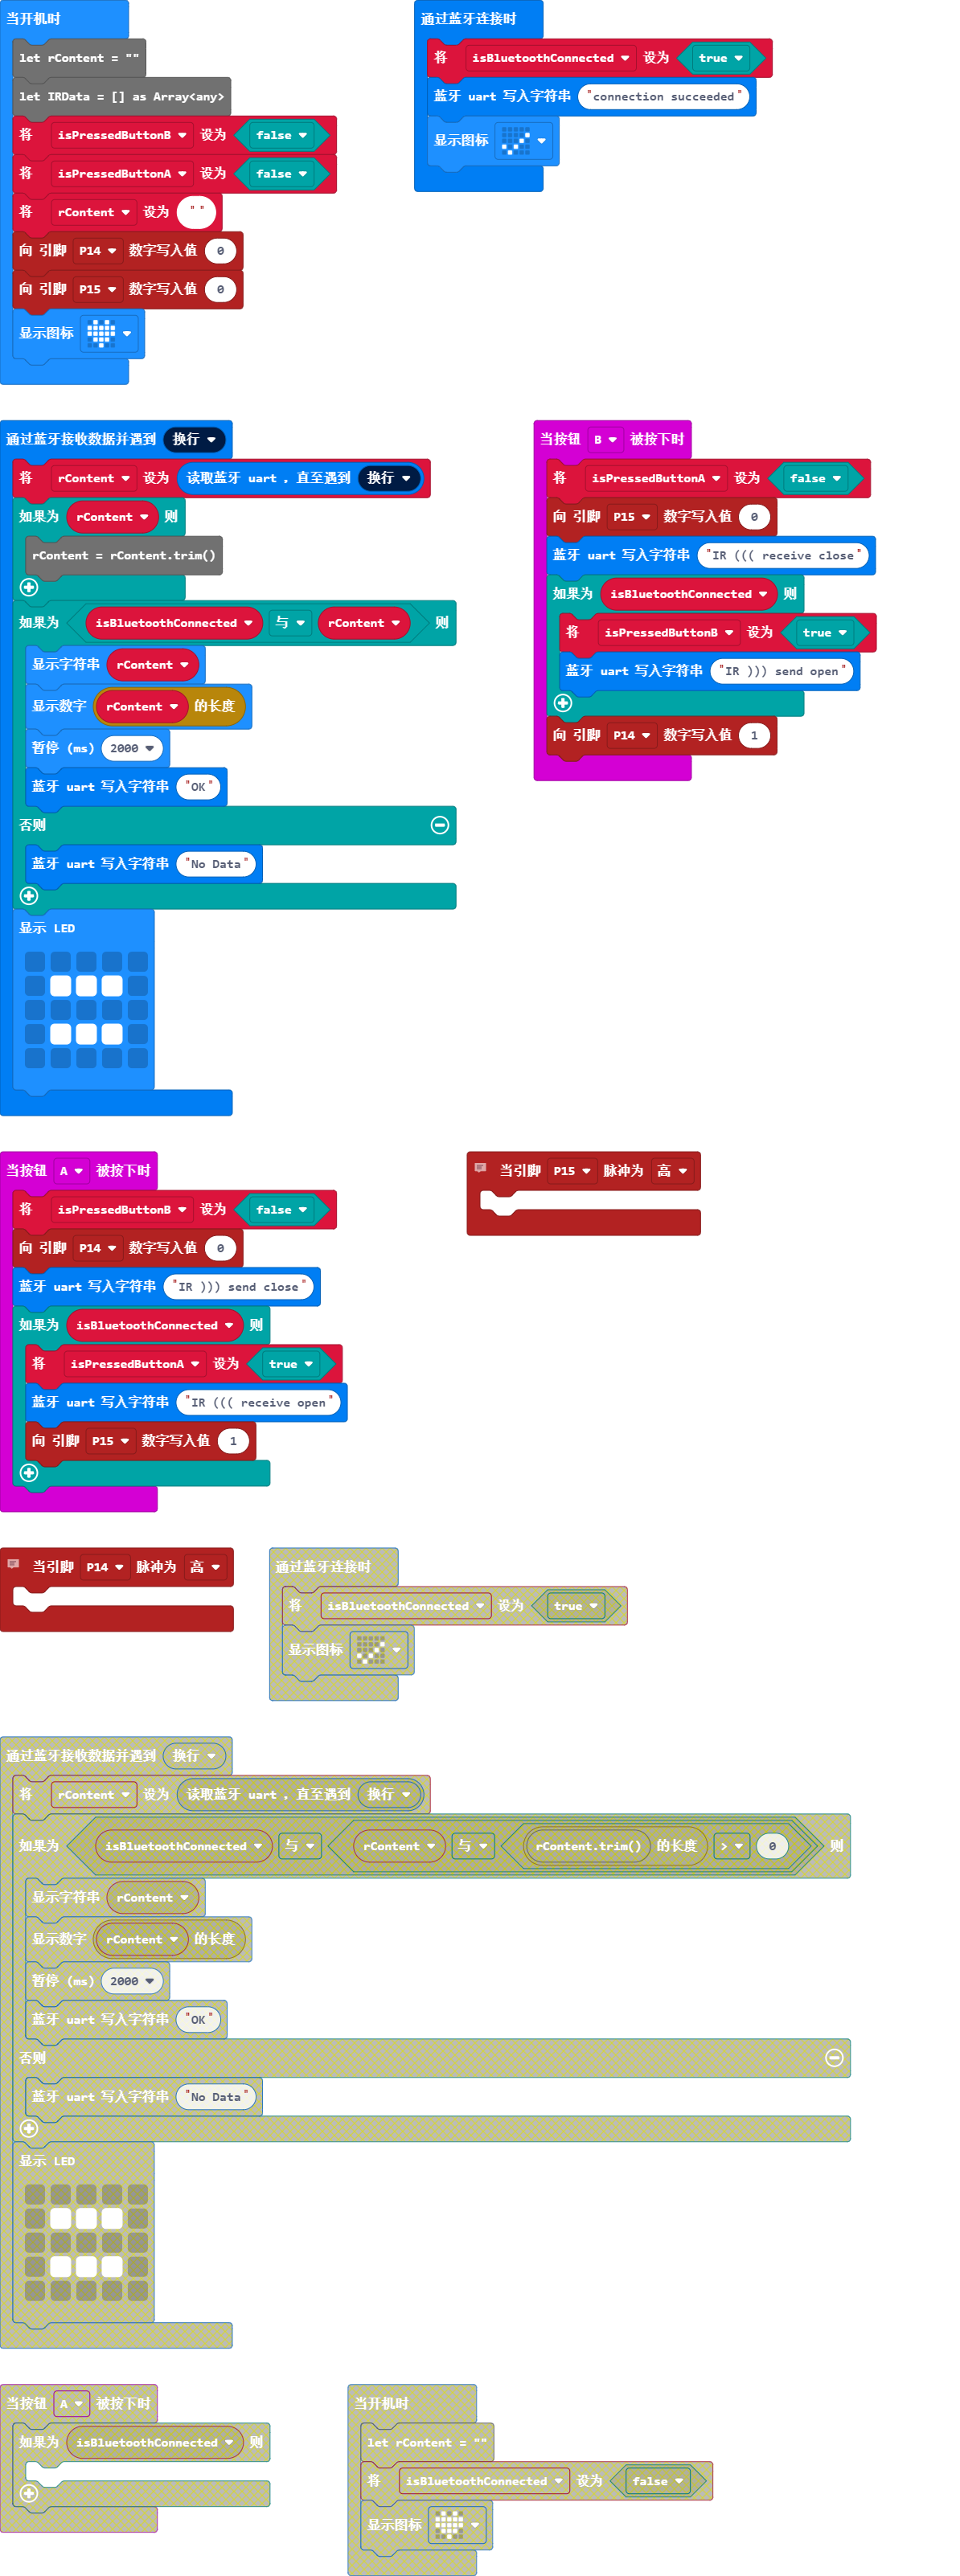 当开机时
let rContent = ""
let IRData = [] as Array<any>
将 isPressedButtonB 设为 false
将 isPressedButtonA 设为 false
将 rContent 设为 " "
向 引脚 P14 数字写入值 0
向 引脚 P15 数字写入值 0
显示图标
通过蓝牙连接时
将 isBluetoothConnected 设为 true
蓝牙 uart 写入字符串 "connection succeeded"
显示图标
通过蓝牙接收数据并遇到 换行
将 rContent 设为 读取蓝牙 uart ，直至遇到 换行
如果为 rContent 则
rContent = rContent.trim()
如果为 isBluetoothConnected 与 rContent 则
显示字符串 rContent
显示数字 rContent 的长度
暂停 (ms) 2000
蓝牙 uart 写入字符串 "OK"
否则
蓝牙 uart 写入字符串 "No Data"
显示 LED
当按钮 B 被按下时
将 isPressedButtonA 设为 false
向 引脚 P15 数字写入值 0
蓝牙 uart 写入字符串 "IR ((( receive close"
如果为 isBluetoothConnected 则
将 isPressedButtonB 设为 true
蓝牙 uart 写入字符串 "IR ))) send open"
向 引脚 P14 数字写入值 1
当按钮 A 被按下时
将 isPressedButtonB 设为 false
向 引脚 P14 数字写入值 0
蓝牙 uart 写入字符串 "IR ))) send close"
如果为 isBluetoothConnected 则
将 isPressedButtonA 设为 true
蓝牙 uart 写入字符串 "IR ((( receive open"
向 引脚 P15 数字写入值 1
当引脚 P15 脉冲为 高
当引脚 P14 脉冲为 高
通过蓝牙连接时
将 isBluetoothConnected 设为 true
显示图标
通过蓝牙接收数据并遇到 换行
将 rContent 设为 读取蓝牙 uart ，直至遇到 换行
如果为 isBluetoothConnected 与 rContent 与 rContent.trim() 的长度 > 0 则
显示字符串 rContent
显示数字 rContent 的长度
暂停 (ms) 2000
蓝牙 uart 写入字符串 "OK"
否则
蓝牙 uart 写入字符串 "No Data"
显示 LED
当按钮 A 被按下时
如果为 isBluetoothConnected 则
当开机时
let rContent = ""
将 isBluetoothConnected 设为 false
显示图标